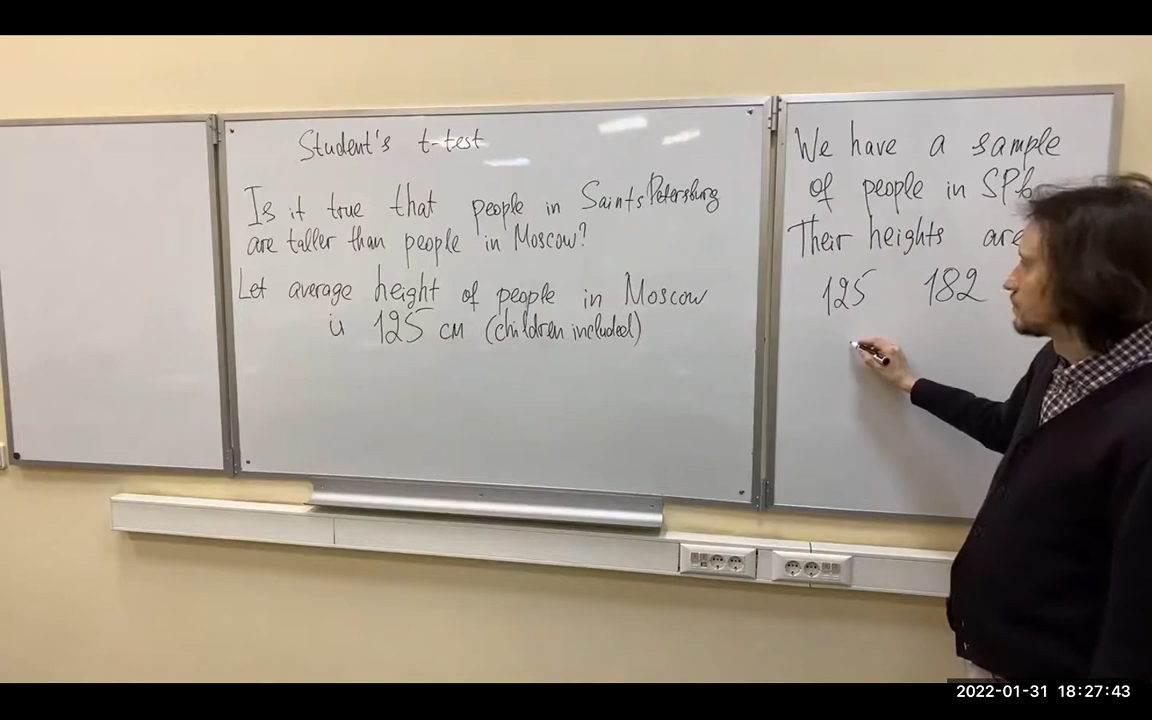 Student's t-test
Is it true that people in Saints Petersburg
are taller than people in Moscow?
Let average height of people in Moscow
is 125 cm (children included)
We have a sample
of people in SPb
Their heights are
125 182
2022-01-31 18:27:43